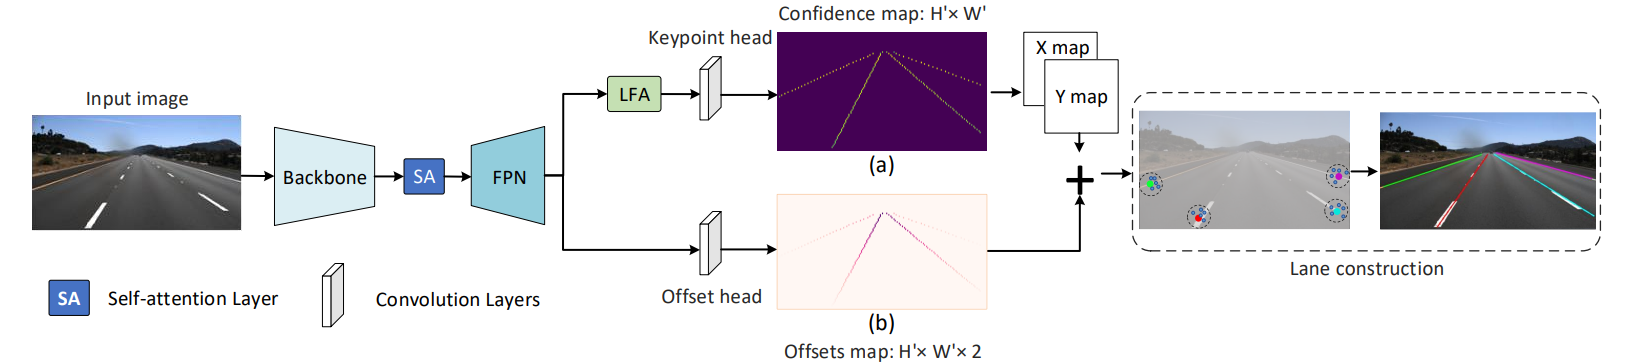 Input image
Backbone
SA
FPN
LFA
Keypoint head
Confidence map: H'× W'
(a)
X map
Y map
Offset head
(b)
Offsets map: H'× W'× 2
Lane construction
SA Self-attention Layer
Convolution Layers